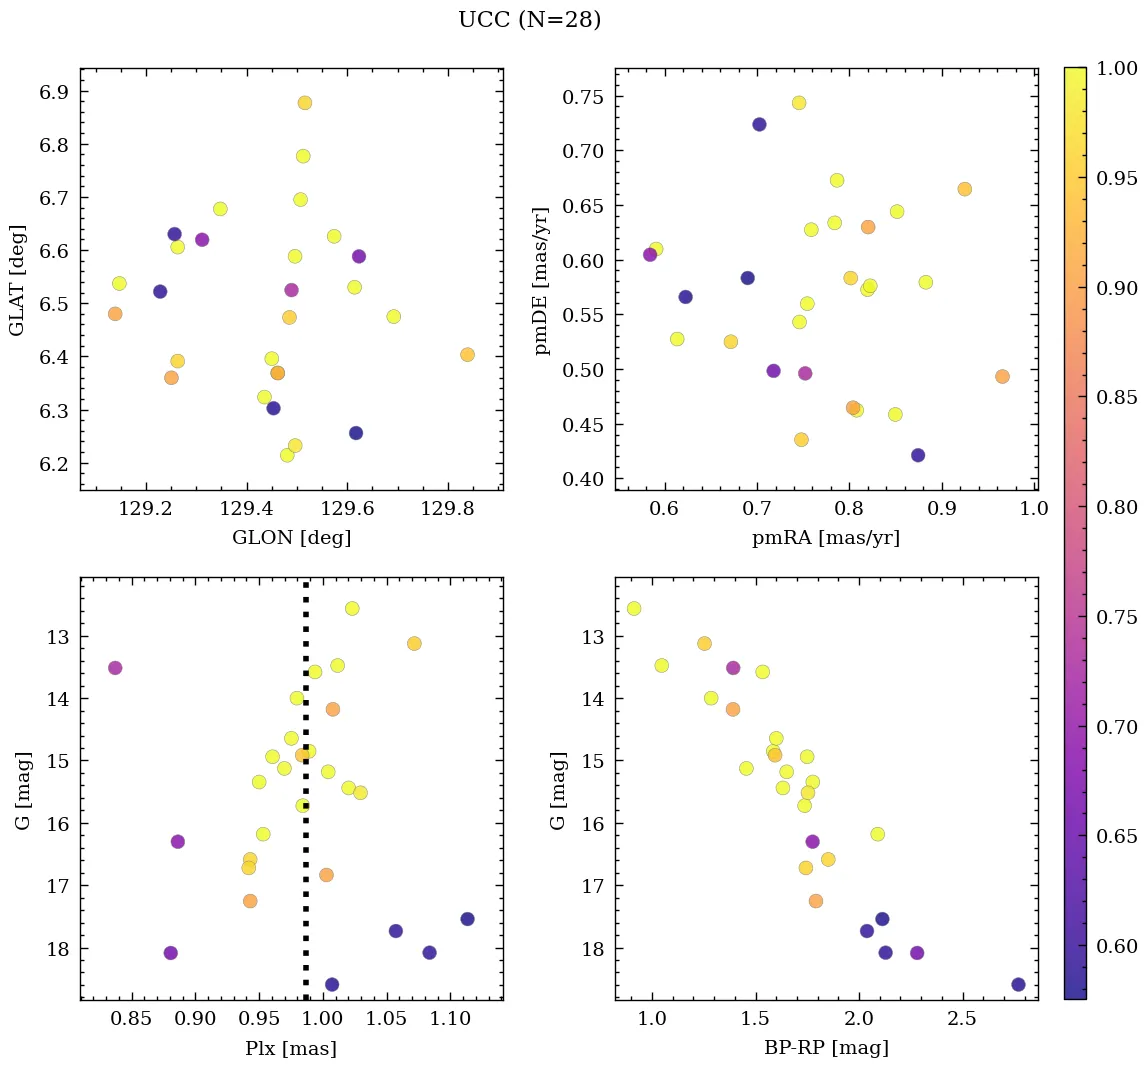 UCC (N=28)
6.9
6.8
6.7
6.6
6.5
6.4
6.3
6.2
GLAT [deg]
129.2 129.4 129.6 129.8
GLON [deg]
0.75
0.70
0.65
0.60
0.55
0.50
0.45
0.40
pmDE [mas/yr]
0.6 0.7 0.8 0.9 1.0
pmRA [mas/yr]
13
14
15
16
17
18
G [mag]
0.85 0.90 0.95 1.00 1.05 1.10
Plx [mas]
13
14
15
16
17
18
G [mag]
1.0 1.5 2.0 2.5
BP-RP [mag]
1.00
0.95
0.90
0.85
0.80
0.75
0.70
0.65
0.60